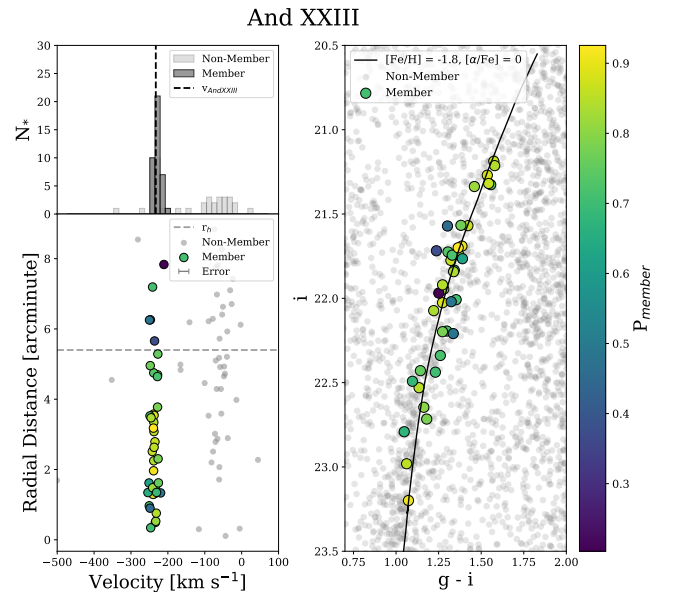 And XXIII
30
25
20
15
10
5
0
N*
Non-Member
Member
v_AndXXIII
8
6
4
2
0
Radial Distance [arcminute]
r_h
Non-Member
Member
Error
−500 −400 −300 −200 −100 0 100
Velocity [km s⁻¹]
20.5
21.0
21.5
22.0
22.5
23.0
23.5
i
[Fe/H] = -1.8, [α/Fe] = 0
Non-Member
Member
0.75 1.00 1.25 1.50 1.75 2.00
g - i
0.9
0.8
0.7
0.6
0.5
0.4
0.3
P_member